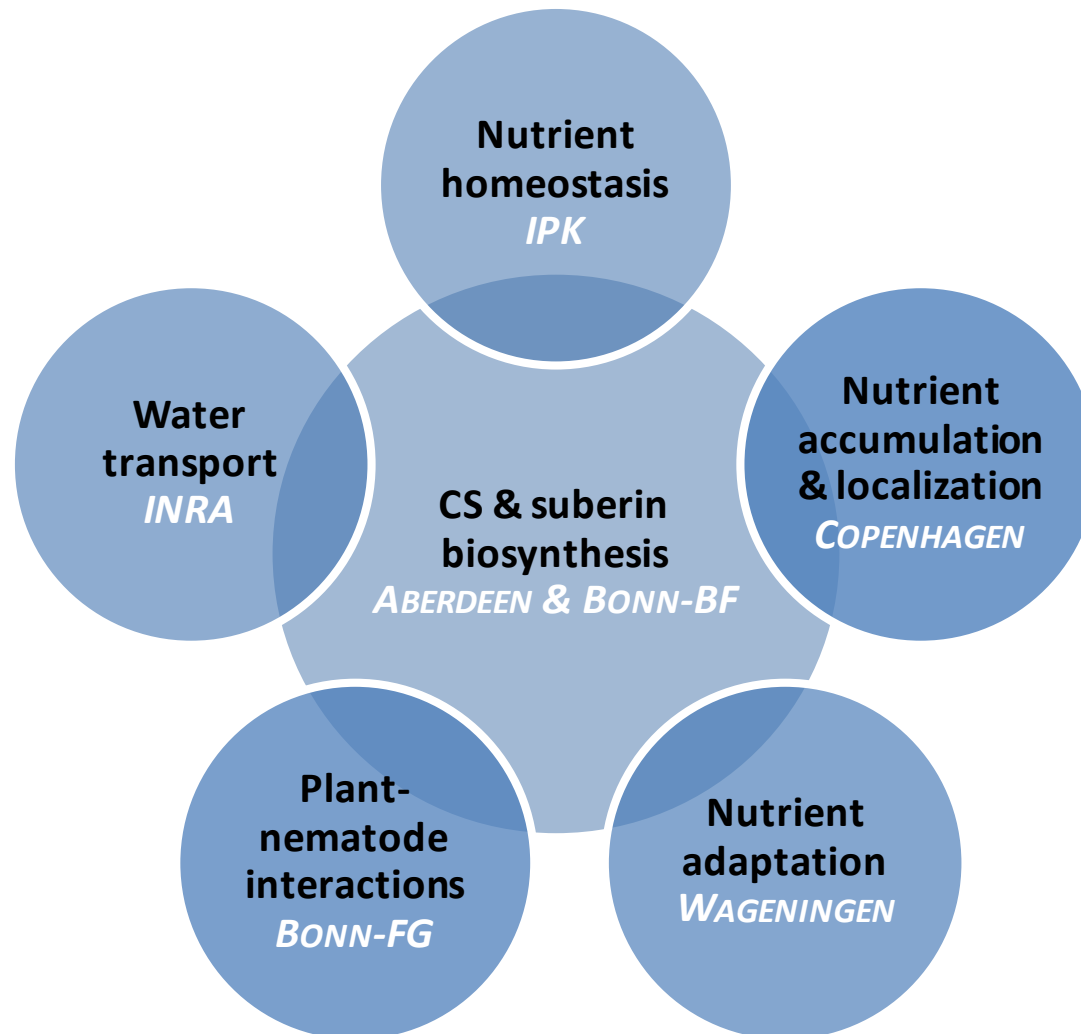 Nutrient
homeostasis
IPK
Water
transport
INRA
Nutrient
accumulation
& localization
COPENHAGEN
CS & suberin
biosynthesis
ABERDEEN & BONN-BF
Plant-
nematode
interactions
BONN-FG
Nutrient
adaptation
WAGENINGEN